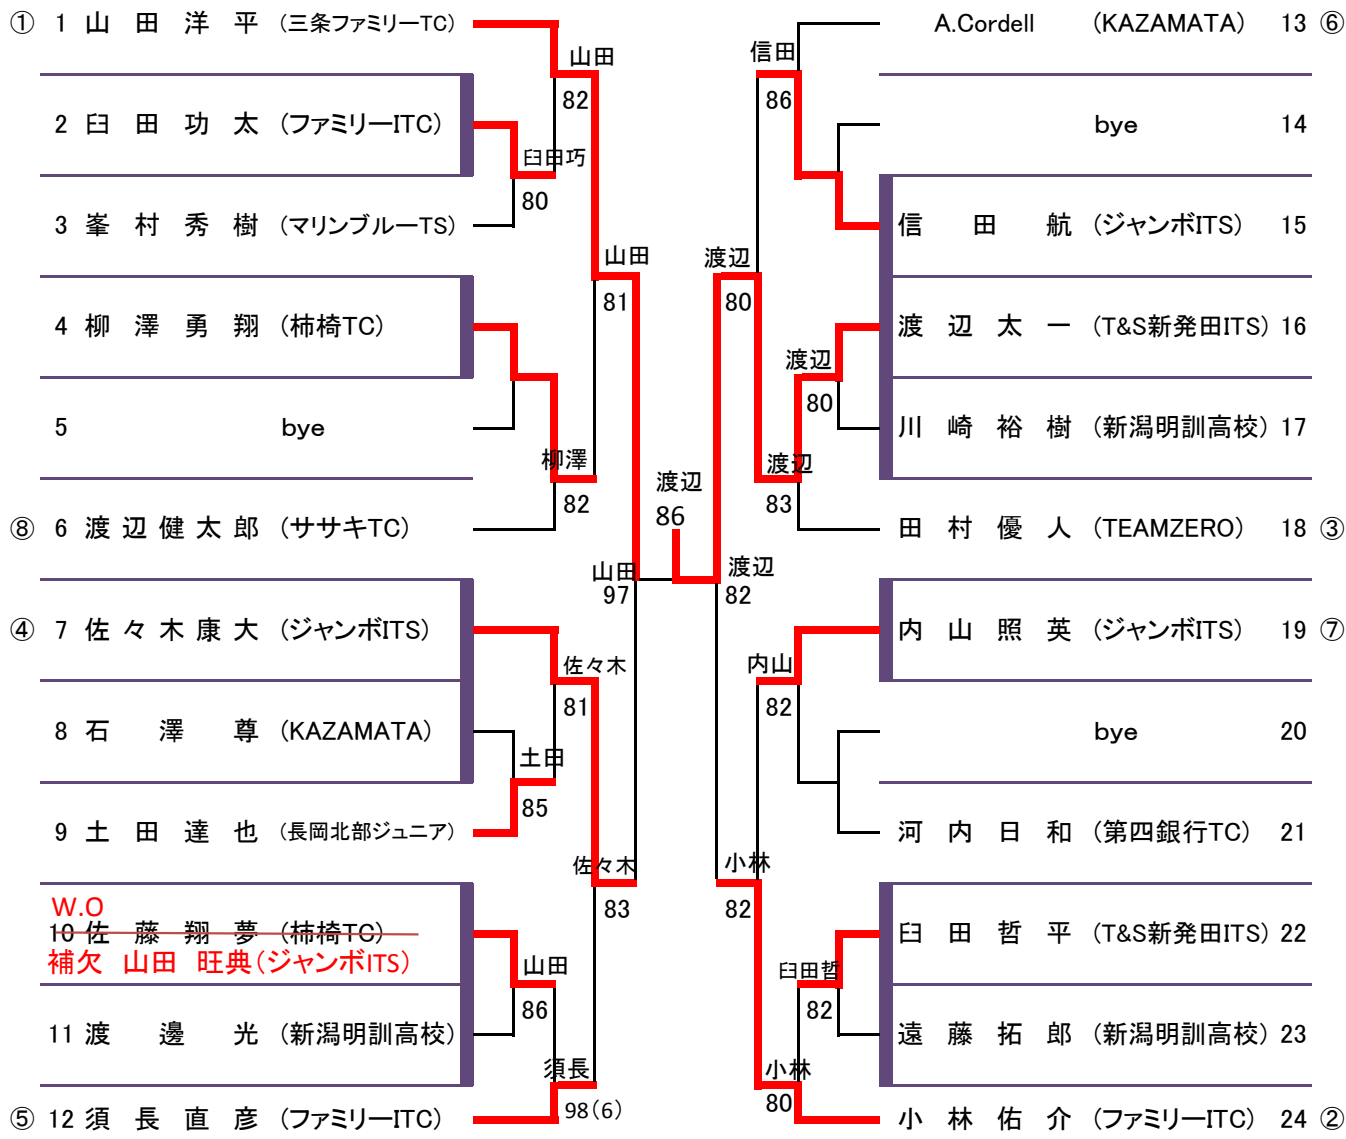 ① 1 山田洋平 (三条ファミリーTC)
山田
82
2 臼田功太 (ファミリーITC)
臼田巧
80
3 峯村秀樹 (マリンブルーTS)
山田
81
4 柳澤勇翔 (柿椅TC)
5 bye
柳澤
82
⑧ 6 渡辺健太郎 (ササキTC)
山田
97
④ 7 佐々木康大 (ジャンボITS)
佐々木
81
8 石澤尊 (KAZAMATA)
土田
85
9 土田達也 (長岡北部ジュニア)
佐々木
83
W.O
10 佐藤翔夢 (柿椅TC)
補欠 山田 旺典(ジャンボITS)
山田
86
11 渡邊光 (新潟明訓高校)
須長
98(6)
⑤ 12 須長直彦 (ファミリーITC)
渡辺
86
A.Cordell (KAZAMATA) 13 ⑥
信田
86
bye 14
信田航 (ジャンボITS) 15
渡辺
80
渡辺太一 (T&S新発田ITS) 16
渡辺
80
川崎裕樹 (新潟明訓高校) 17
渡辺
83
田村優人 (TEAMZERO) 18 ③
渡辺
82
内山照英 (ジャンボITS) 19 ⑦
内山
82
bye 20
河内日和 (第四銀行TC) 21
小林
82
臼田哲平 (T&S新発田ITS) 22
臼田哲
82
遠藤拓郎 (新潟明訓高校) 23
小林
80
小林佑介 (ファミリーITC) 24 ②